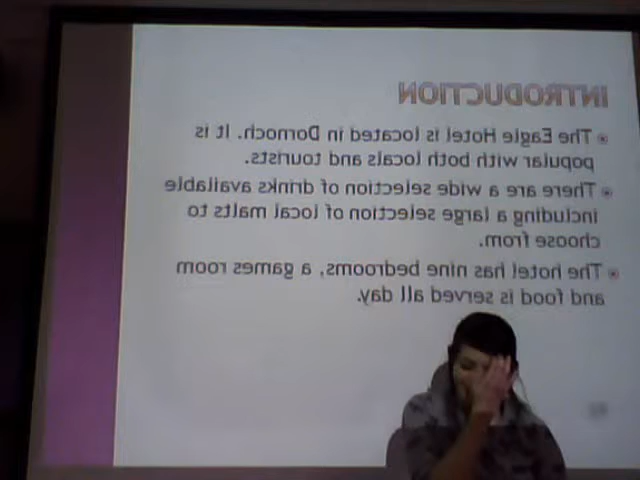 INTRODUCTION
The Eagle Hotel is located in Dornoch. It is
popular with both locals and tourists.
There are a wide selection of drinks available
including a large selection of local malts to
choose from.
The hotel has nine bedrooms, a games room
and food is served all day.